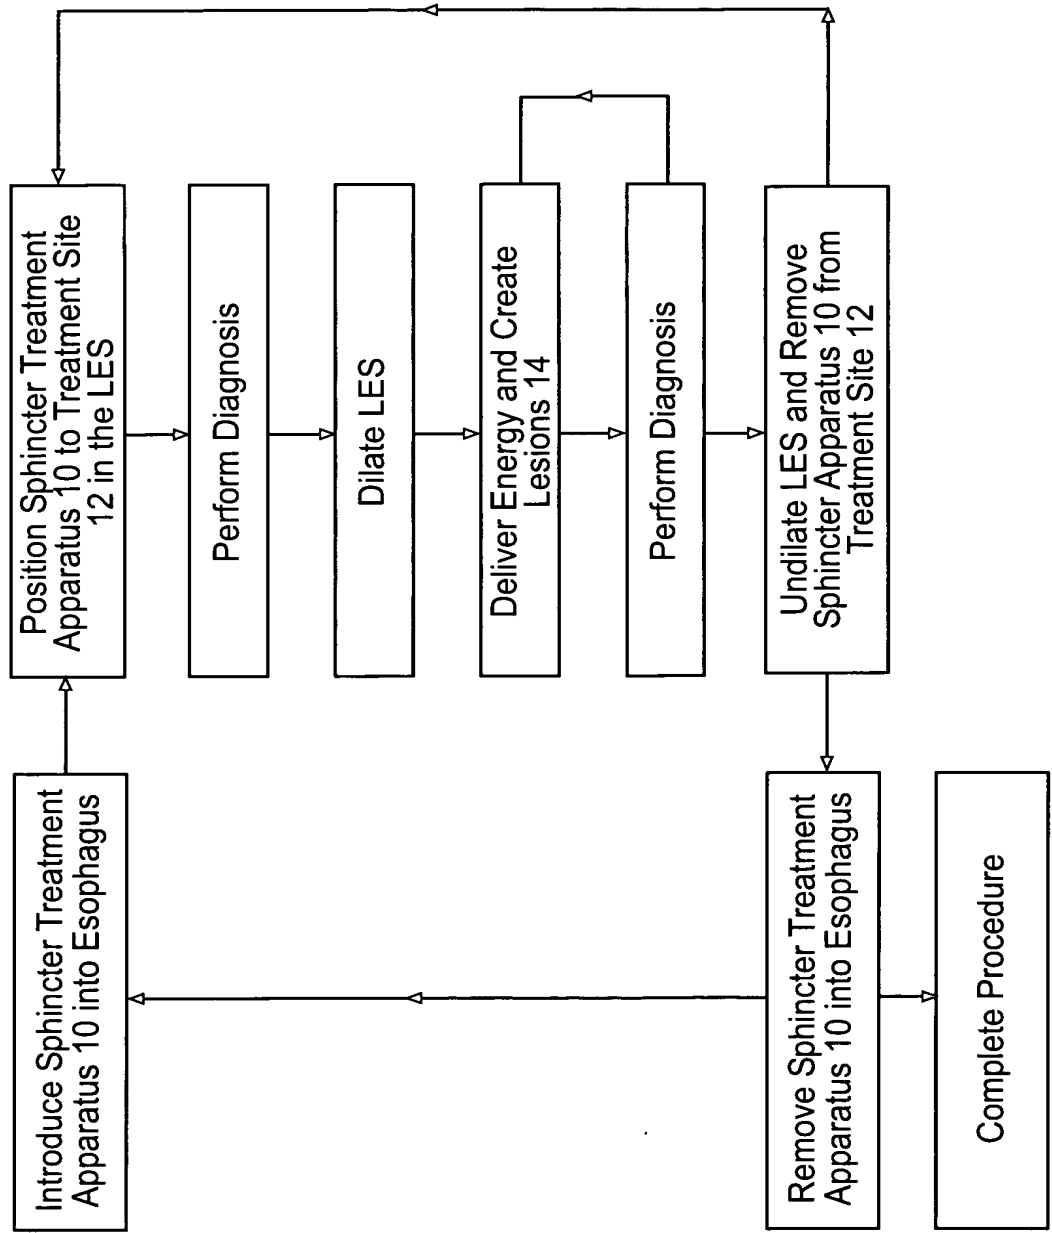 Introduce Sphincter Treatment
Apparatus 10 into Esophagus
Position Sphincter Treatment
Apparatus 10 to Treatment Site
12 in the LES
Perform Diagnosis
Dilate LES
Deliver Energy and Create
Lesions 14
Perform Diagnosis
Undilate LES and Remove
Sphincter Apparatus 10 from
Treatment Site 12
Remove Sphincter Treatment
Apparatus 10 into Esophagus
Complete Procedure